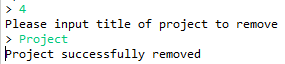 > 4
Please input title of project to remove
> Project
Project successfully removed